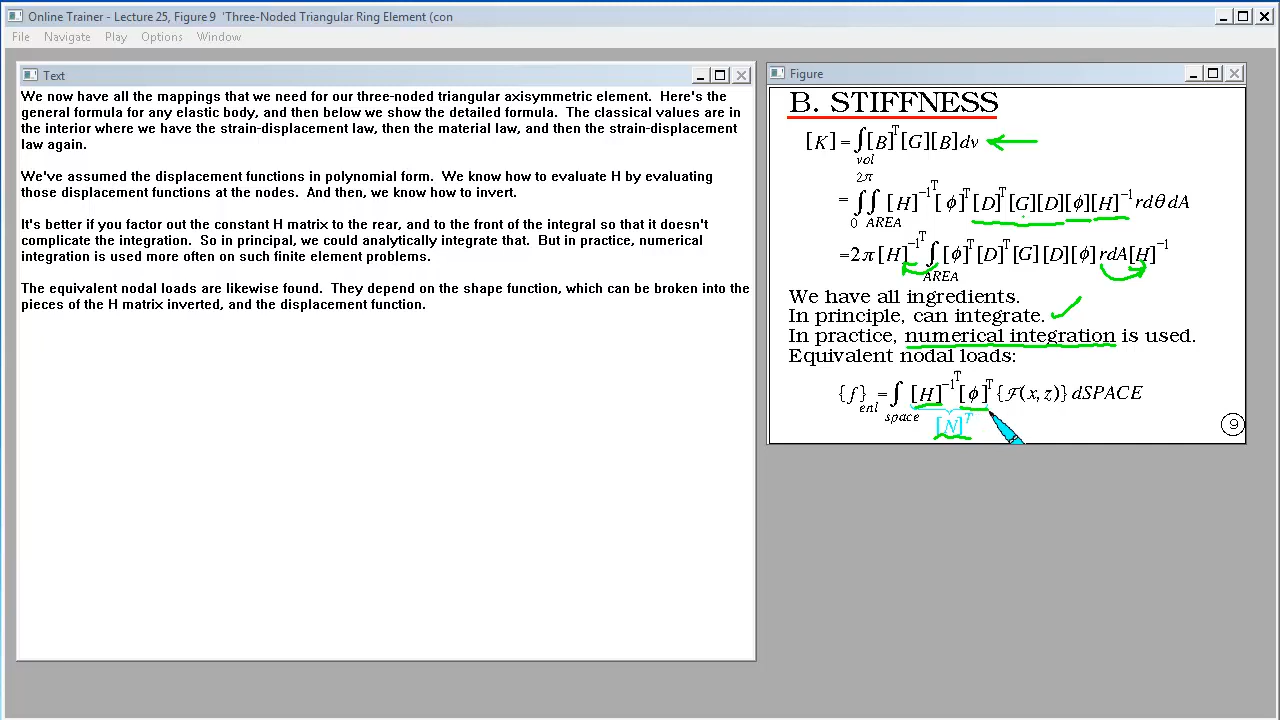 Online Trainer - Lecture 25, Figure 9 'Three-Noded Triangular Ring Element (con
File Navigate Play Options Window
Text
We now have all the mappings that we need for our three-noded triangular axisymmetric element. Here's the
general formula for any elastic body, and then below we show the detailed formula. The classical values are in
the interior where we have the strain-displacement law, then the material law, and then the strain-displacement
law again.
We've assumed the displacement functions in polynomial form. We know how to evaluate H by evaluating
those displacement functions at the nodes. And then, we know how to invert.
It's better if you factor out the constant H matrix to the rear, and to the front of the integral so that it doesn't
complicate the integration. So in principal, we could analytically integrate that. But in practice, numerical
integration is used more often on such finite element problems.
The equivalent nodal loads are likewise found. They depend on the shape function, which can be broken into the
pieces of the H matrix inverted, and the displacement function.
Figure
B. STIFFNESS
[K] = ∫vol [B]ᵀ[G][B]dv
= ∫₀^2π ∫AREA [H]⁻¹ᵀ[ϕ]ᵀ[D]ᵀ[G][D][ϕ][H]⁻¹ rdθdA
= 2π[H]⁻¹ᵀ ∫AREA [ϕ]ᵀ[D]ᵀ[G][D][ϕ] rdA[H]⁻¹
We have all ingredients.
In principle, can integrate.
In practice, numerical integration is used.
Equivalent nodal loads:
{f}enl = ∫space [H]⁻¹ᵀ[ϕ]ᵀ{ℱ(x,z)} dSPACE
[N]ᵀ
9